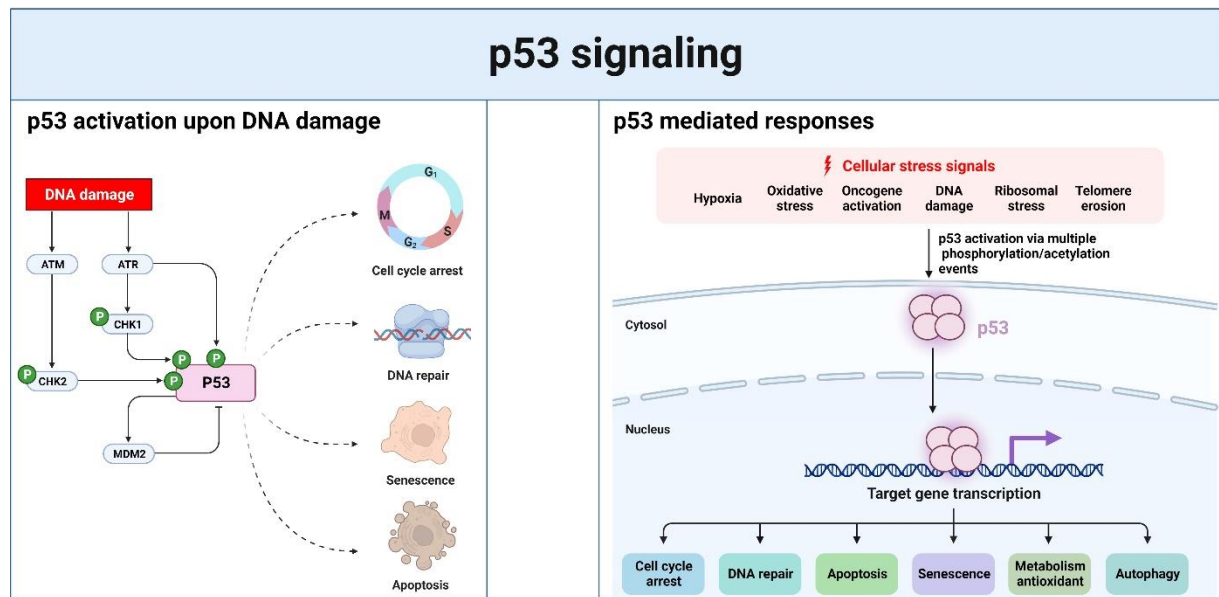 p53 signaling
p53 activation upon DNA damage
DNA damage
ATM
ATR
P
CHK1
P
CHK2
P
P
P
P53
MDM2
G₁
M
S
G₂
Cell cycle arrest
DNA repair
Senescence
Apoptosis
p53 mediated responses
Cellular stress signals
Hypoxia
Oxidative
stress
Oncogene
activation
DNA
damage
Ribosomal
stress
Telomere
erosion
p53 activation via multiple
phosphorylation/acetylation
events
Cytosol
p53
Nucleus
Target gene transcription
Cell cycle
arrest
DNA repair
Apoptosis
Senescence
Metabolism
antioxidant
Autophagy